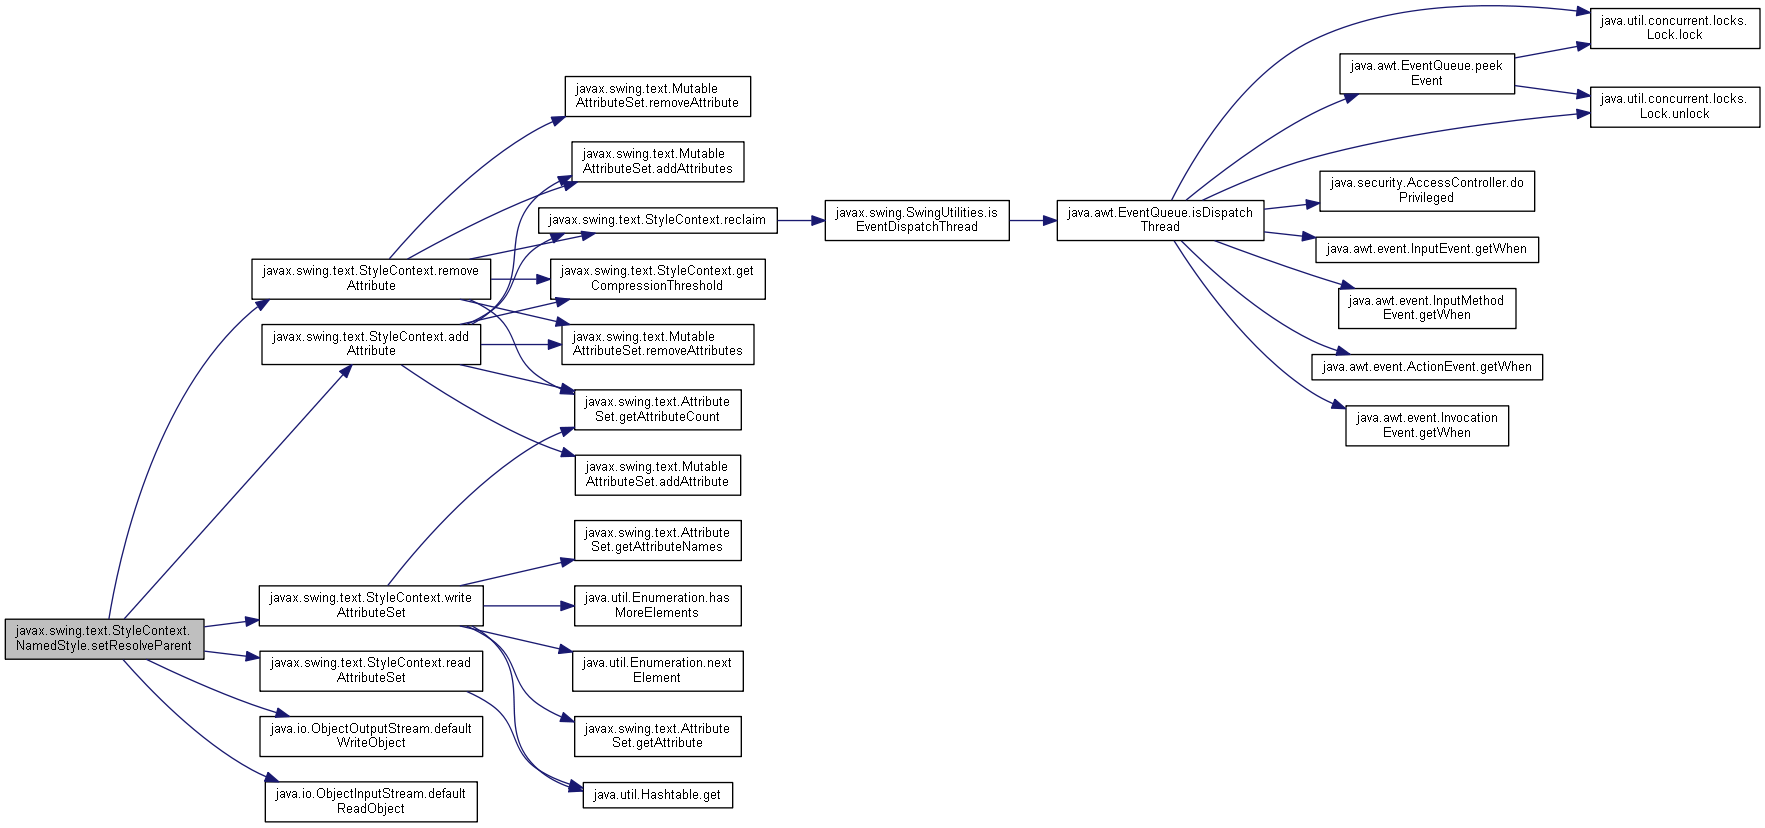 javax.swing.text.StyleContext.
NamedStyle.setResolveParent
javax.swing.text.StyleContext.remove
Attribute
javax.swing.text.StyleContext.add
Attribute
javax.swing.text.StyleContext.write
AttributeSet
javax.swing.text.StyleContext.read
AttributeSet
java.io.ObjectOutputStream.default
WriteObject
java.io.ObjectInputStream.default
ReadObject
javax.swing.text.Mutable
AttributeSet.removeAttribute
javax.swing.text.Mutable
AttributeSet.addAttributes
javax.swing.text.StyleContext.reclaim
javax.swing.text.StyleContext.get
CompressionThreshold
javax.swing.text.Mutable
AttributeSet.removeAttributes
javax.swing.text.Attribute
Set.getAttributeCount
javax.swing.text.Mutable
AttributeSet.addAttribute
javax.swing.text.Attribute
Set.getAttributeNames
java.util.Enumeration.has
MoreElements
java.util.Enumeration.next
Element
javax.swing.text.Attribute
Set.getAttribute
java.util.Hashtable.get
javax.swing.SwingUtilities.is
EventDispatchThread
java.awt.EventQueue.isDispatch
Thread
java.util.concurrent.locks.
Lock.lock
java.awt.EventQueue.peek
Event
java.util.concurrent.locks.
Lock.unlock
java.security.AccessController.do
Privileged
java.awt.event.InputEvent.getWhen
java.awt.event.InputMethod
Event.getWhen
java.awt.event.ActionEvent.getWhen
java.awt.event.Invocation
Event.getWhen